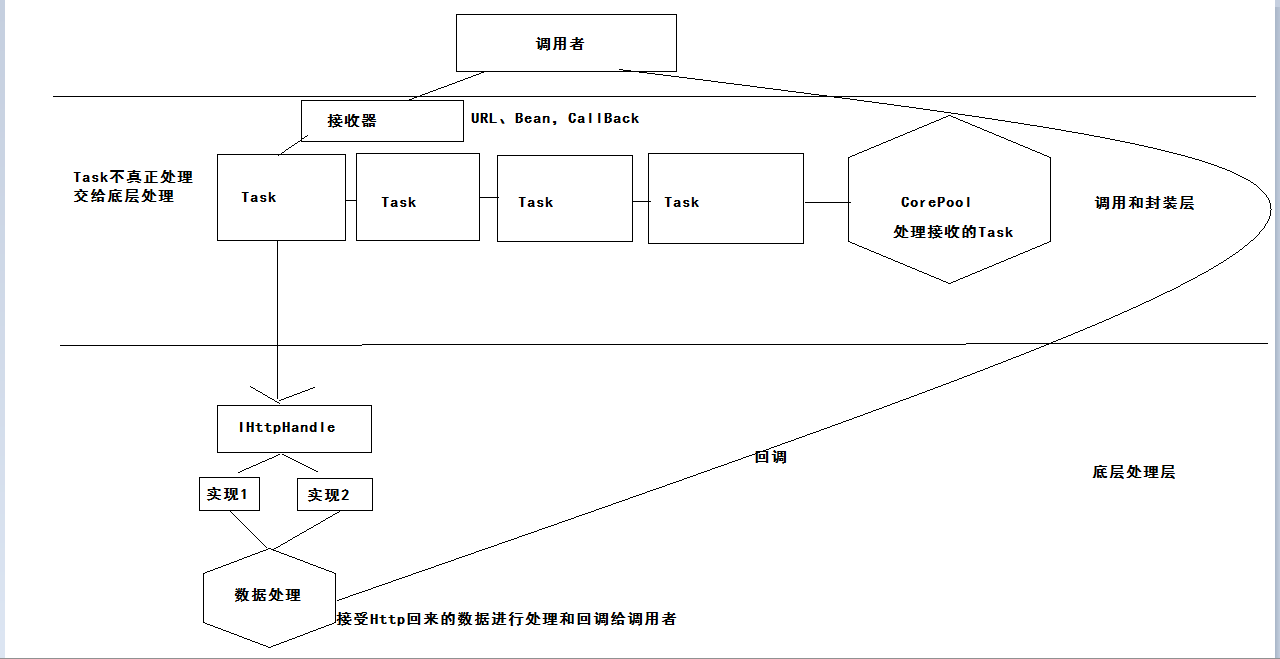 调用者
接收器
URL、Bean，CallBack
Task不真正处理
交给底层处理
Task
Task
Task
Task
CorePool
处理接收的Task
调用和封装层
IHttpHandle
实现1
实现2
回调
底层处理层
数据处理
接受Http回来的数据进行处理和回调给调用者